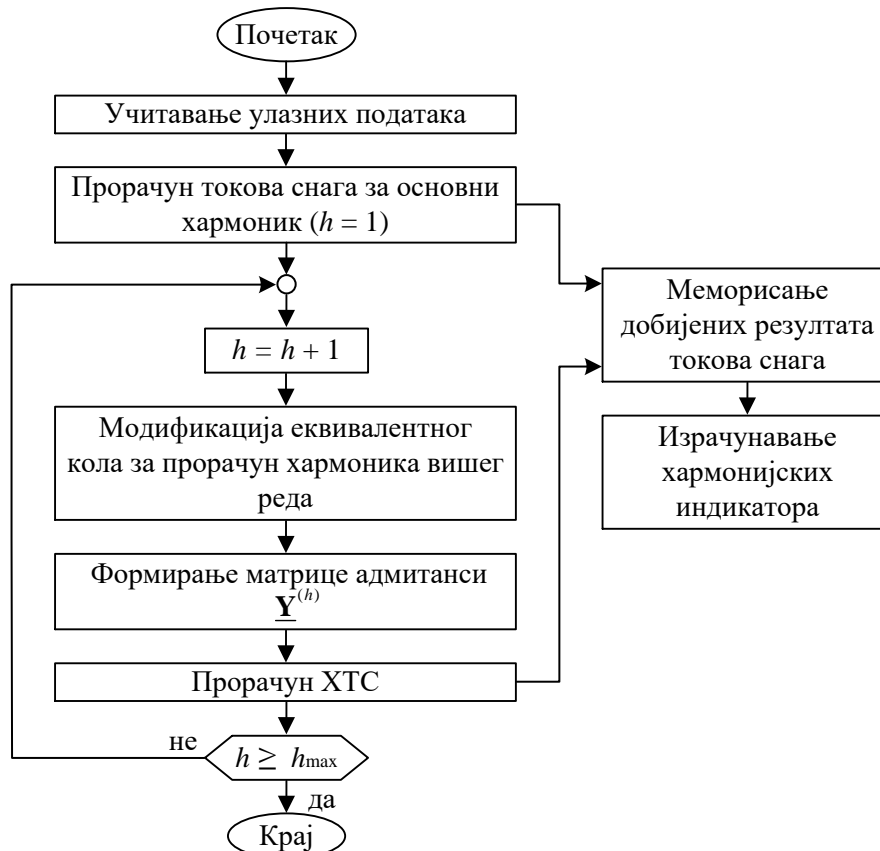 Почетак
Учитавање улазних података
Прорачун токова снага за основни
хармоник (h = 1)
h = h + 1
Модификација еквивалентног
кола за прорачун хармоника вишег
реда
Формирање матрице адмитанси
Y^(h)
Прорачун ХТС
не
h ≥ hmax
да
Крај
Меморисање
добијених резултата
токова снага
Израчунавање
хармонијских
индикатора